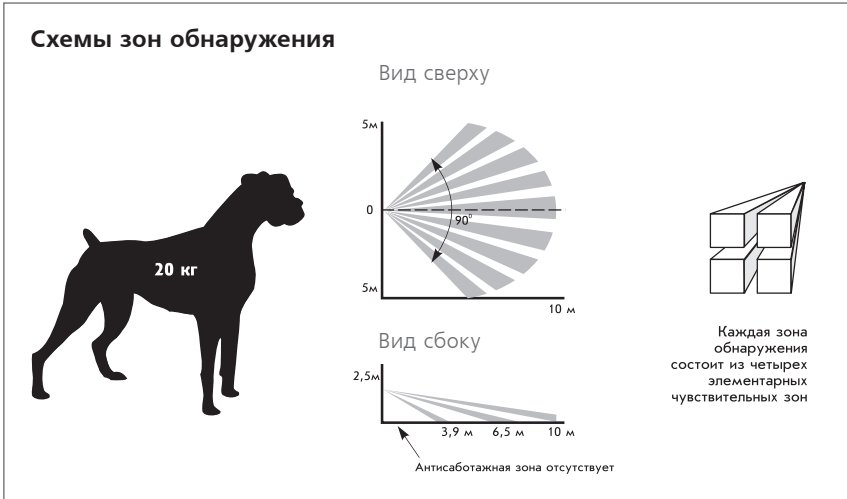 Схемы зон обнаружения
Вид сверху
5м
0
90°
5м
10 м
20 кг
Вид сбоку
2,5м
3,9 м 6,5 м 10 м
Антисаботажная зона отсутствует
Каждая зона
обнаружения
состоит из четырех
элементарных
чувствительных зон